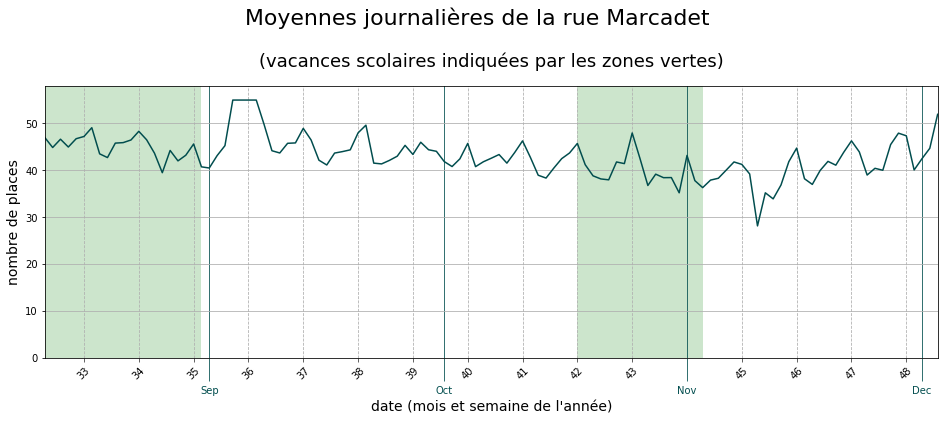 Moyennes journalières de la rue Marcadet
(vacances scolaires indiquées par les zones vertes)
nombre de places
50
40
30
20
10
0
33 34 35 36 37 38 39 40 41 42 43 45 46 47 48
Sep Oct Nov Dec
date (mois et semaine de l'année)